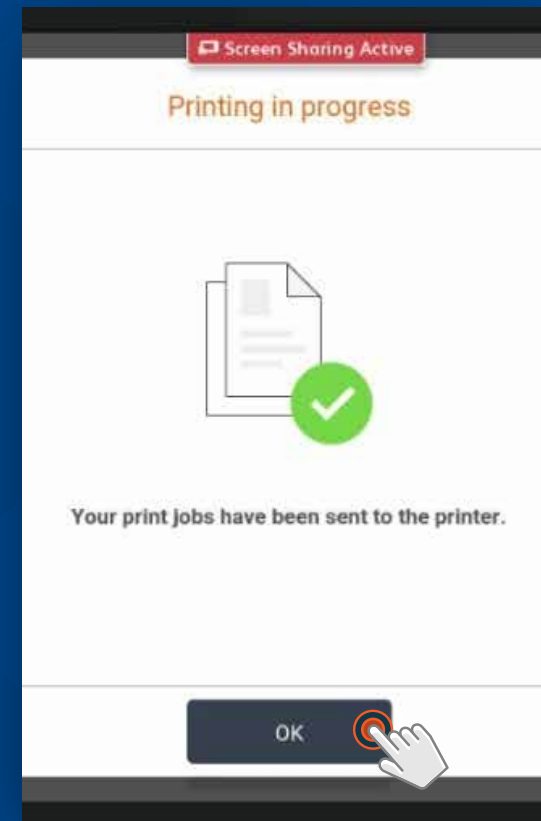 Screen Sharing Active
Printing in progress
Your print jobs have been sent to the printer.
OK